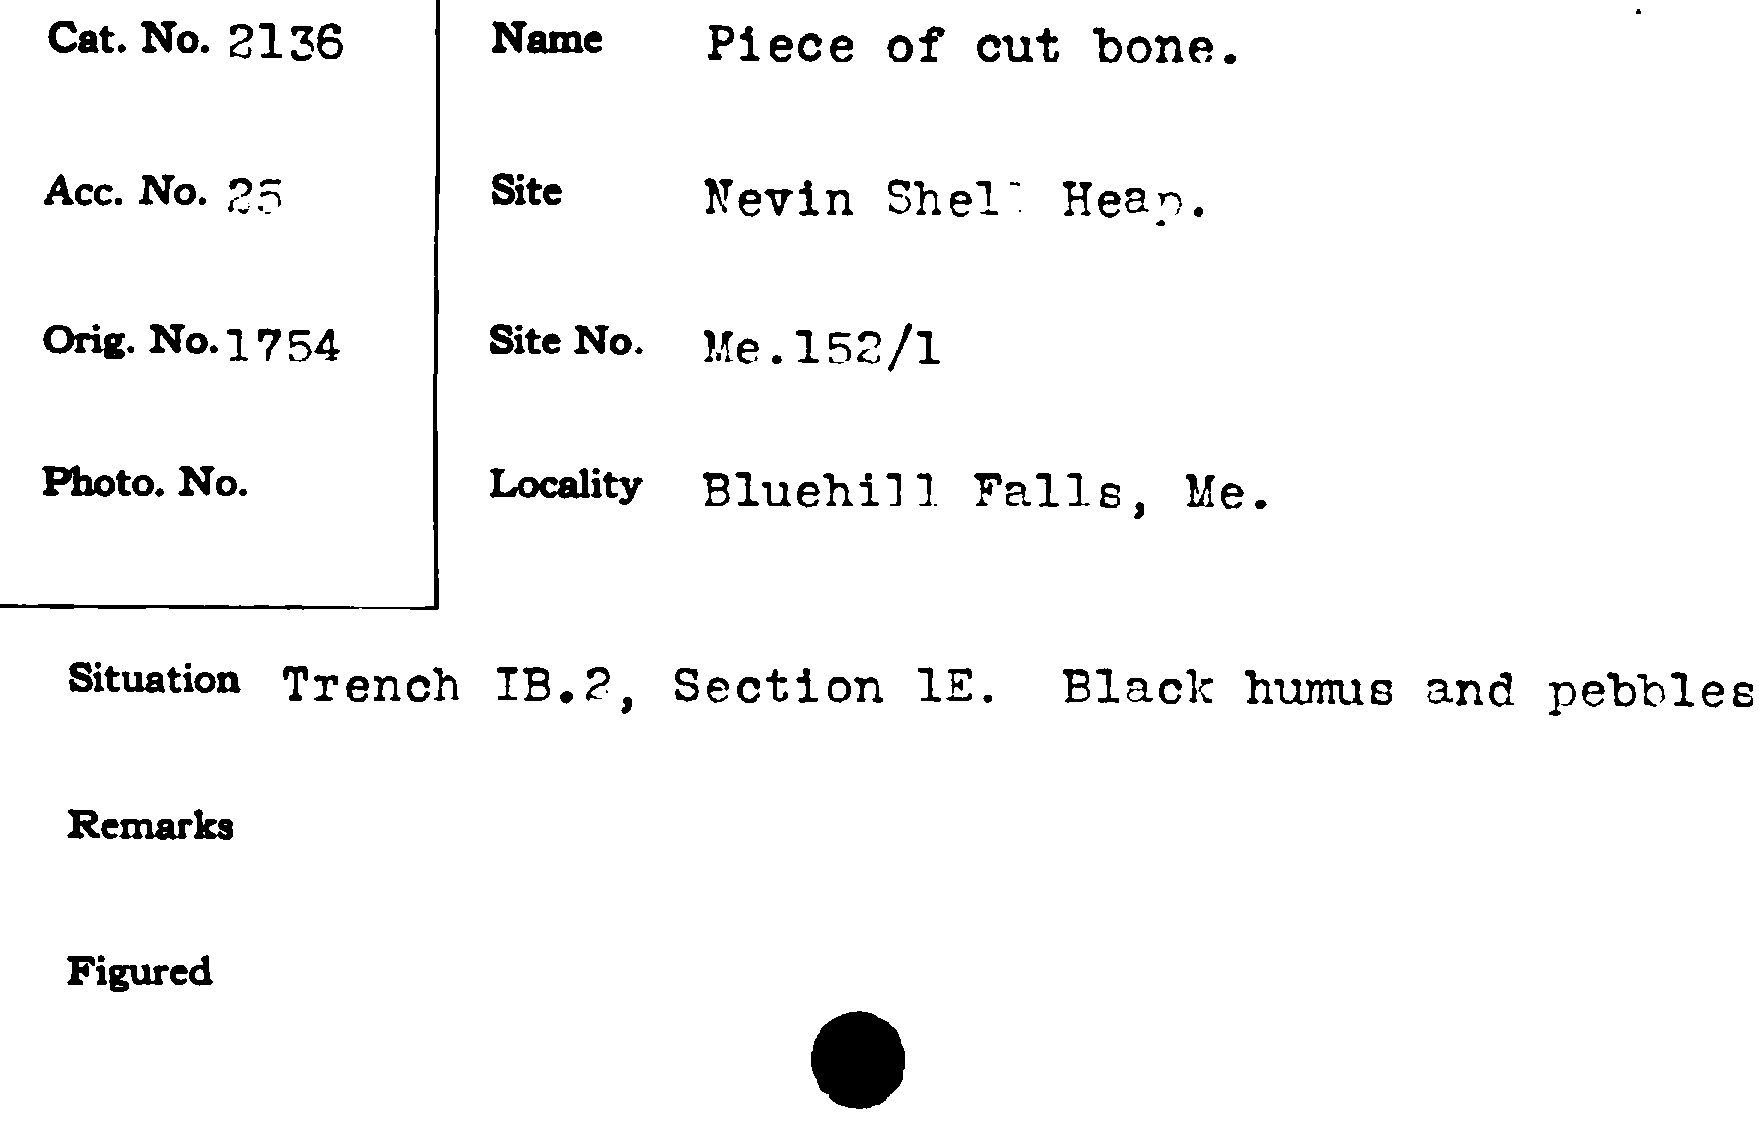 Cat. No. 2136
Name Piece of cut bone.
Acc. No. 25
Site Nevin Shell Heap.
Orig. No. 1754
Site No. Me.152/1
Photo. No.
Locality Bluehill Falls, Me.
Situation Trench IB.2, Section 1E. Black humus and pebbles
Remarks
Figured